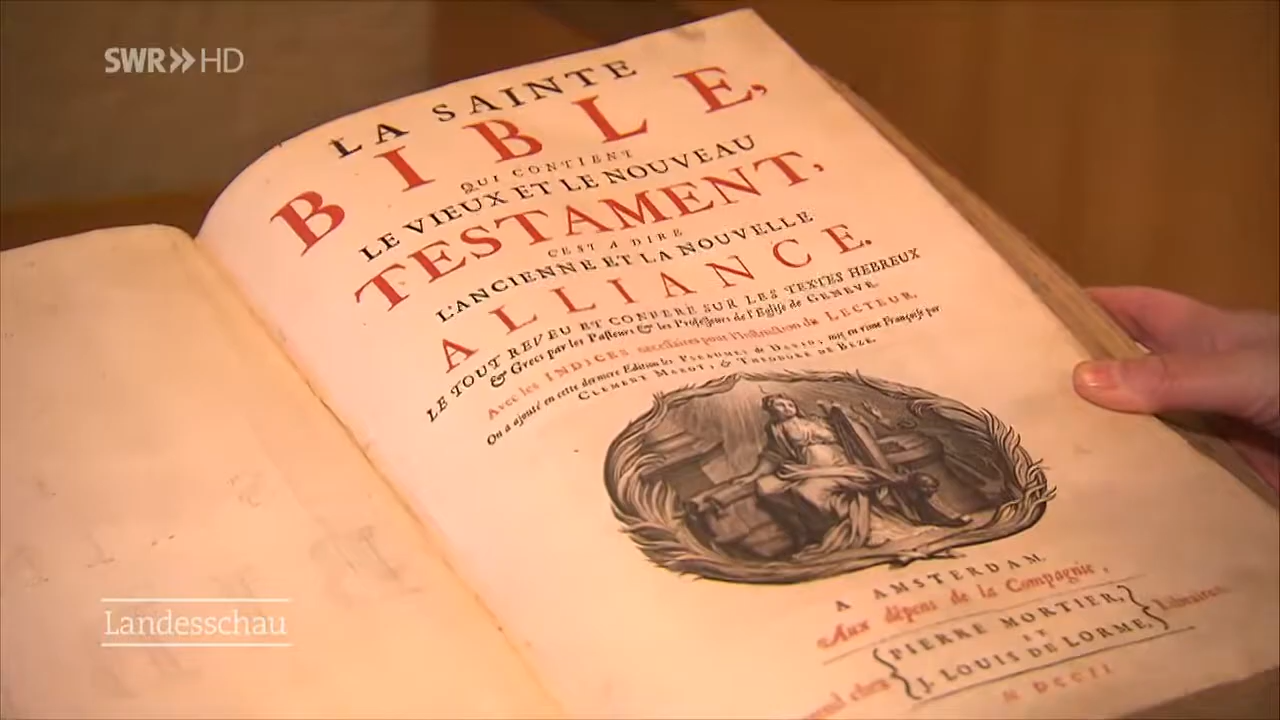 SWR»HD
LA SAINTE
BIBLE,
QUI CONTIENT
LE VIEUX ET LE NOUVEAU
TESTAMENT,
C'EST A DIRE
L'ANCIENNE ET LA NOUVELLE
ALLIANCE.
LE TOUT REVEU ET CONFERÉ SUR LES TEXTES HEBREUX
& Grecs par les Pasteurs & les Professeurs de l'Eglise de GENEVE.
Avec les INDICES necessaires pour l'Instruction du LECTEUR.
On a ajouté en cette derniere Edition les PSEAUMES de DAVID, mis en rime Françoise par
CLEMENT MAROT, & THEODORE DE BEZE.
A AMSTERDAM
Aux dépens de la Compagnie,
PIERRE MORTIER,
ET
J. LOUIS DE LORME
Libraires
chez
MDCCII
Landesschau